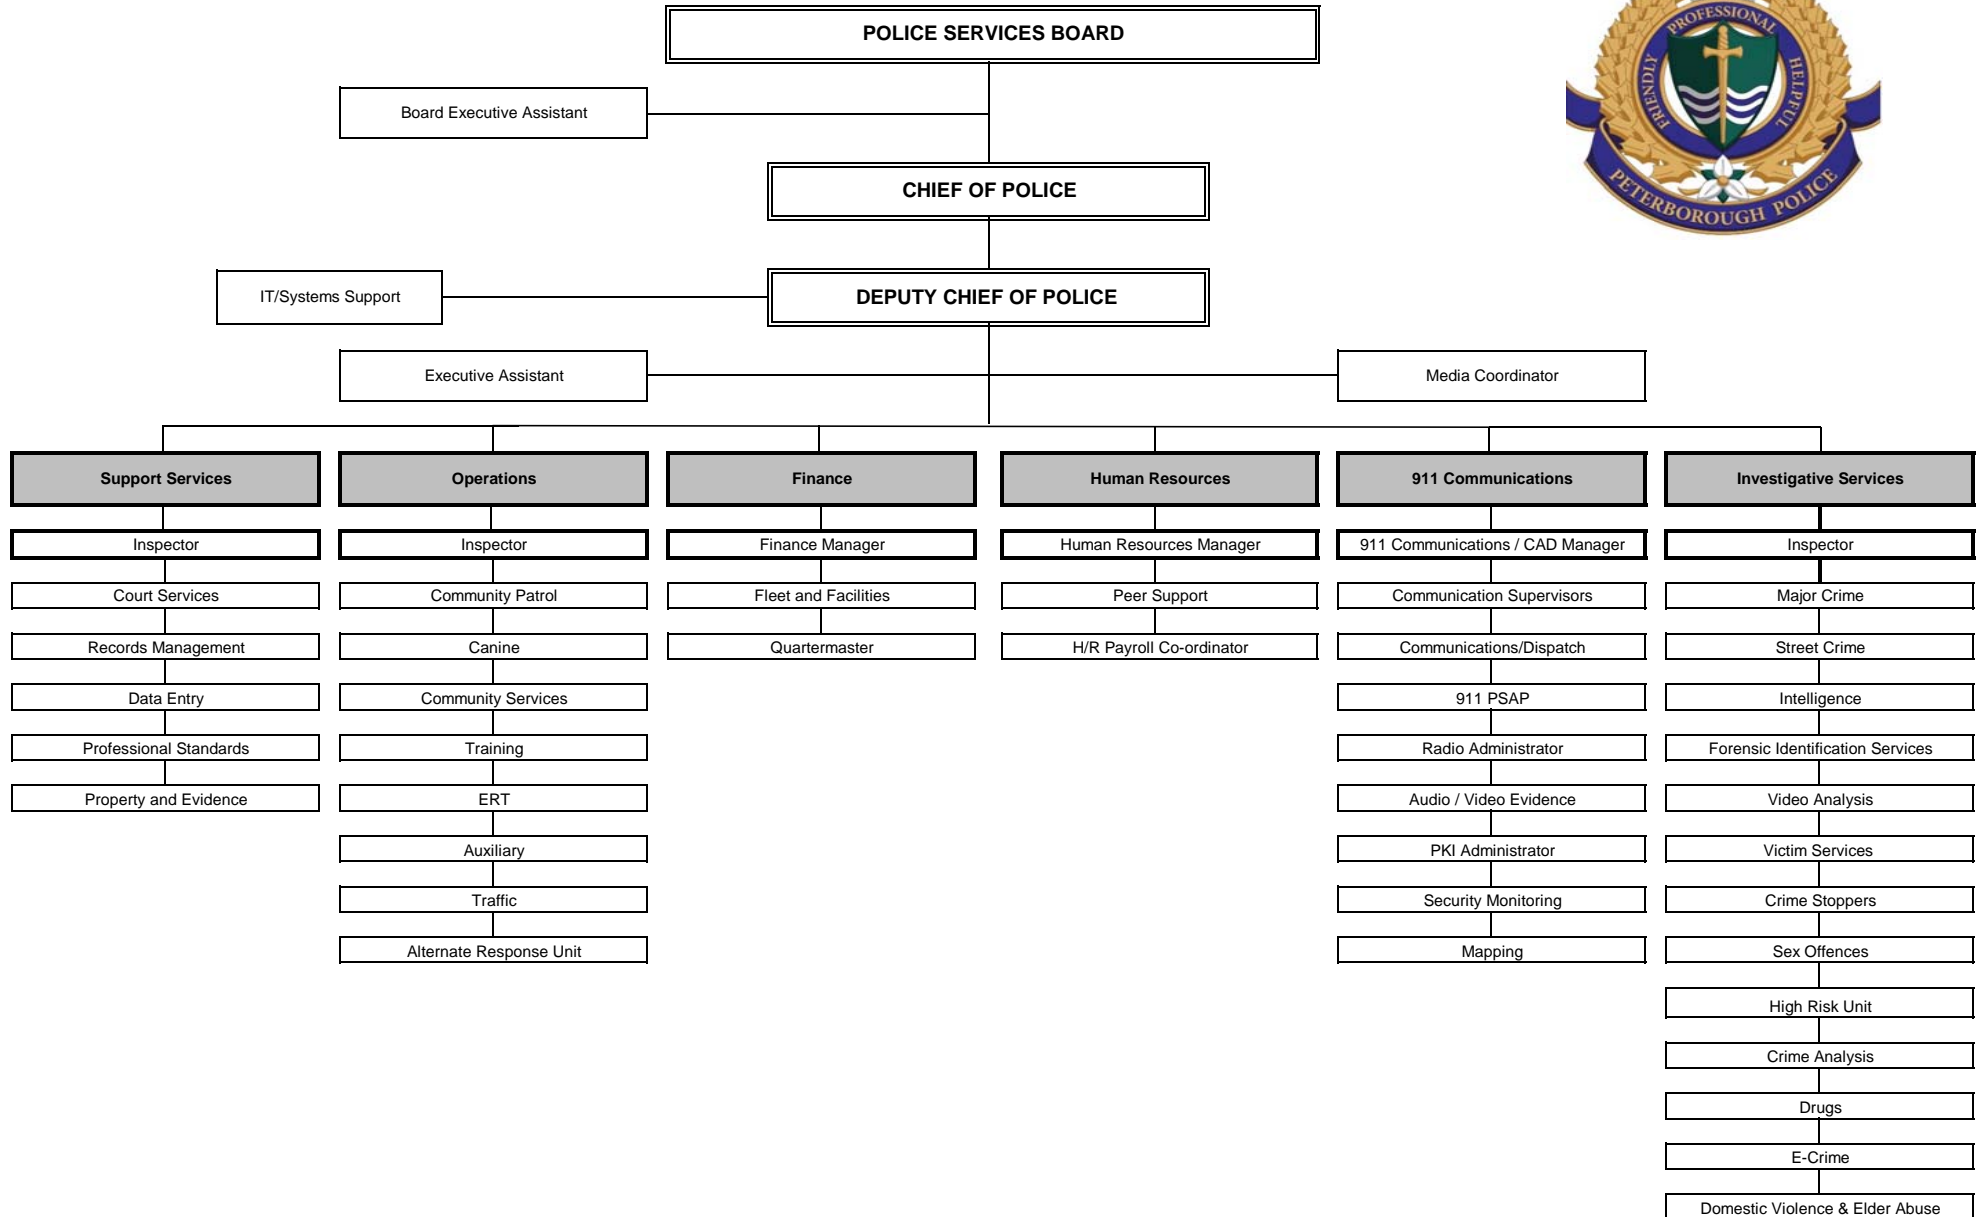 POLICE SERVICES BOARD
FRIENDLY PROFESSIONAL HELPFUL
PETERBOROUGH POLICE
Board Executive Assistant
CHIEF OF POLICE
IT/Systems Support
DEPUTY CHIEF OF POLICE
Executive Assistant
Media Coordinator
Support Services
Inspector
Court Services
Records Management
Data Entry
Professional Standards
Property and Evidence
Operations
Inspector
Community Patrol
Canine
Community Services
Training
ERT
Auxiliary
Traffic
Alternate Response Unit
Finance
Finance Manager
Fleet and Facilities
Quartermaster
Human Resources
Human Resources Manager
Peer Support
H/R Payroll Co-ordinator
911 Communications
911 Communications / CAD Manager
Communication Supervisors
Communications/Dispatch
911 PSAP
Radio Administrator
Audio / Video Evidence
PKI Administrator
Security Monitoring
Mapping
Investigative Services
Inspector
Major Crime
Street Crime
Intelligence
Forensic Identification Services
Video Analysis
Victim Services
Crime Stoppers
Sex Offences
High Risk Unit
Crime Analysis
Drugs
E-Crime
Domestic Violence & Elder Abuse